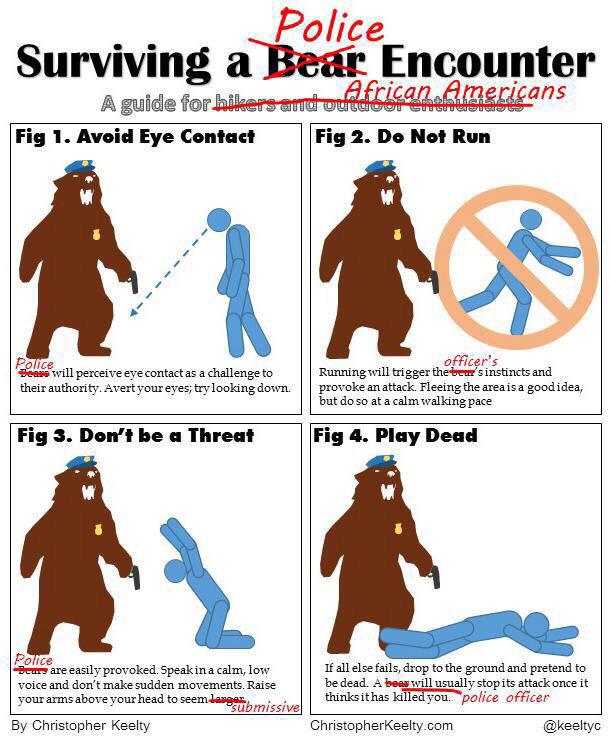 Police
Surviving a Bear Encounter
African Americans
A guide for hikers and outdoor enthusiasts
Fig 1. Avoid Eye Contact
Police
Bears will perceive eye contact as a challenge to
their authority. Avert your eyes; try looking down.
Fig 2. Do Not Run
officer's
Running will trigger the bear's instincts and
provoke an attack. Fleeing the area is a good idea,
but do so at a calm walking pace
Fig 3. Don't be a Threat
Police
Bears are easily provoked. Speak in a calm, low
voice and don't make sudden movements. Raise
your arms above your head to seem larger.
submissive
Fig 4. Play Dead
If all else fails, drop to the ground and pretend to
be dead. A bear will usually stop its attack once it
thinks it has killed you. police officer
By Christopher Keelty
ChristopherKeelty.com
@keeltyc